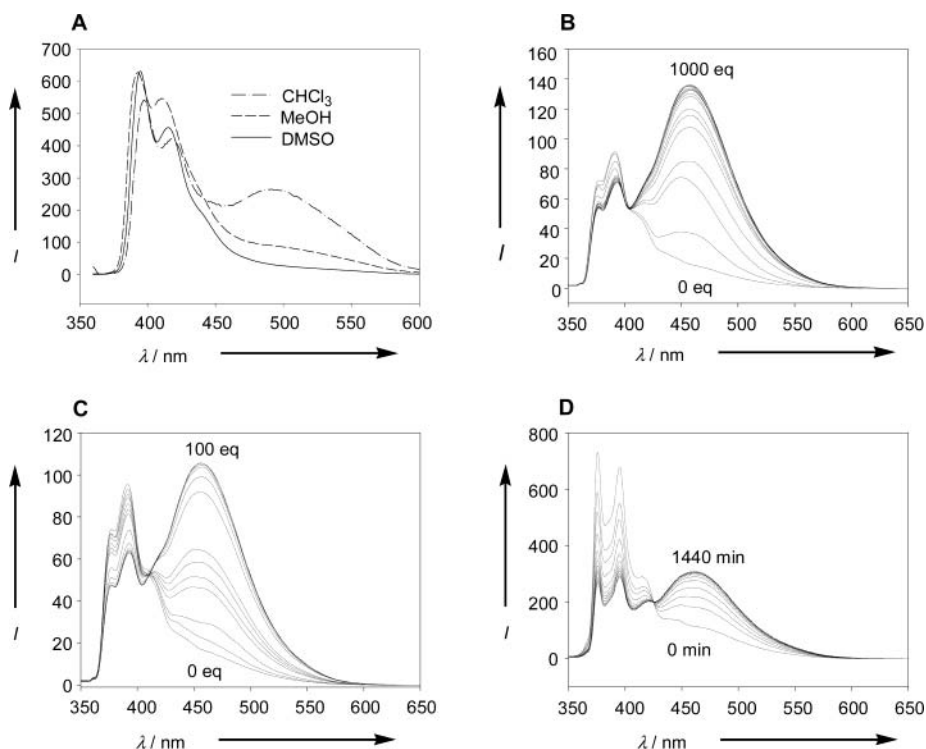 A
700
600
500
400
300
200
100
0
I
CHCl3
MeOH
DMSO
350 400 450 500 550 600
λ / nm
B
160
140
120
100
80
60
40
20
0
I
1000 eq
0 eq
350 400 450 500 550 600 650
λ / nm
C
120
100
80
60
40
20
0
I
100 eq
0 eq
350 400 450 500 550 600 650
λ / nm
D
800
600
400
200
0
I
1440 min
0 min
350 400 450 500 550 600 650
λ / nm